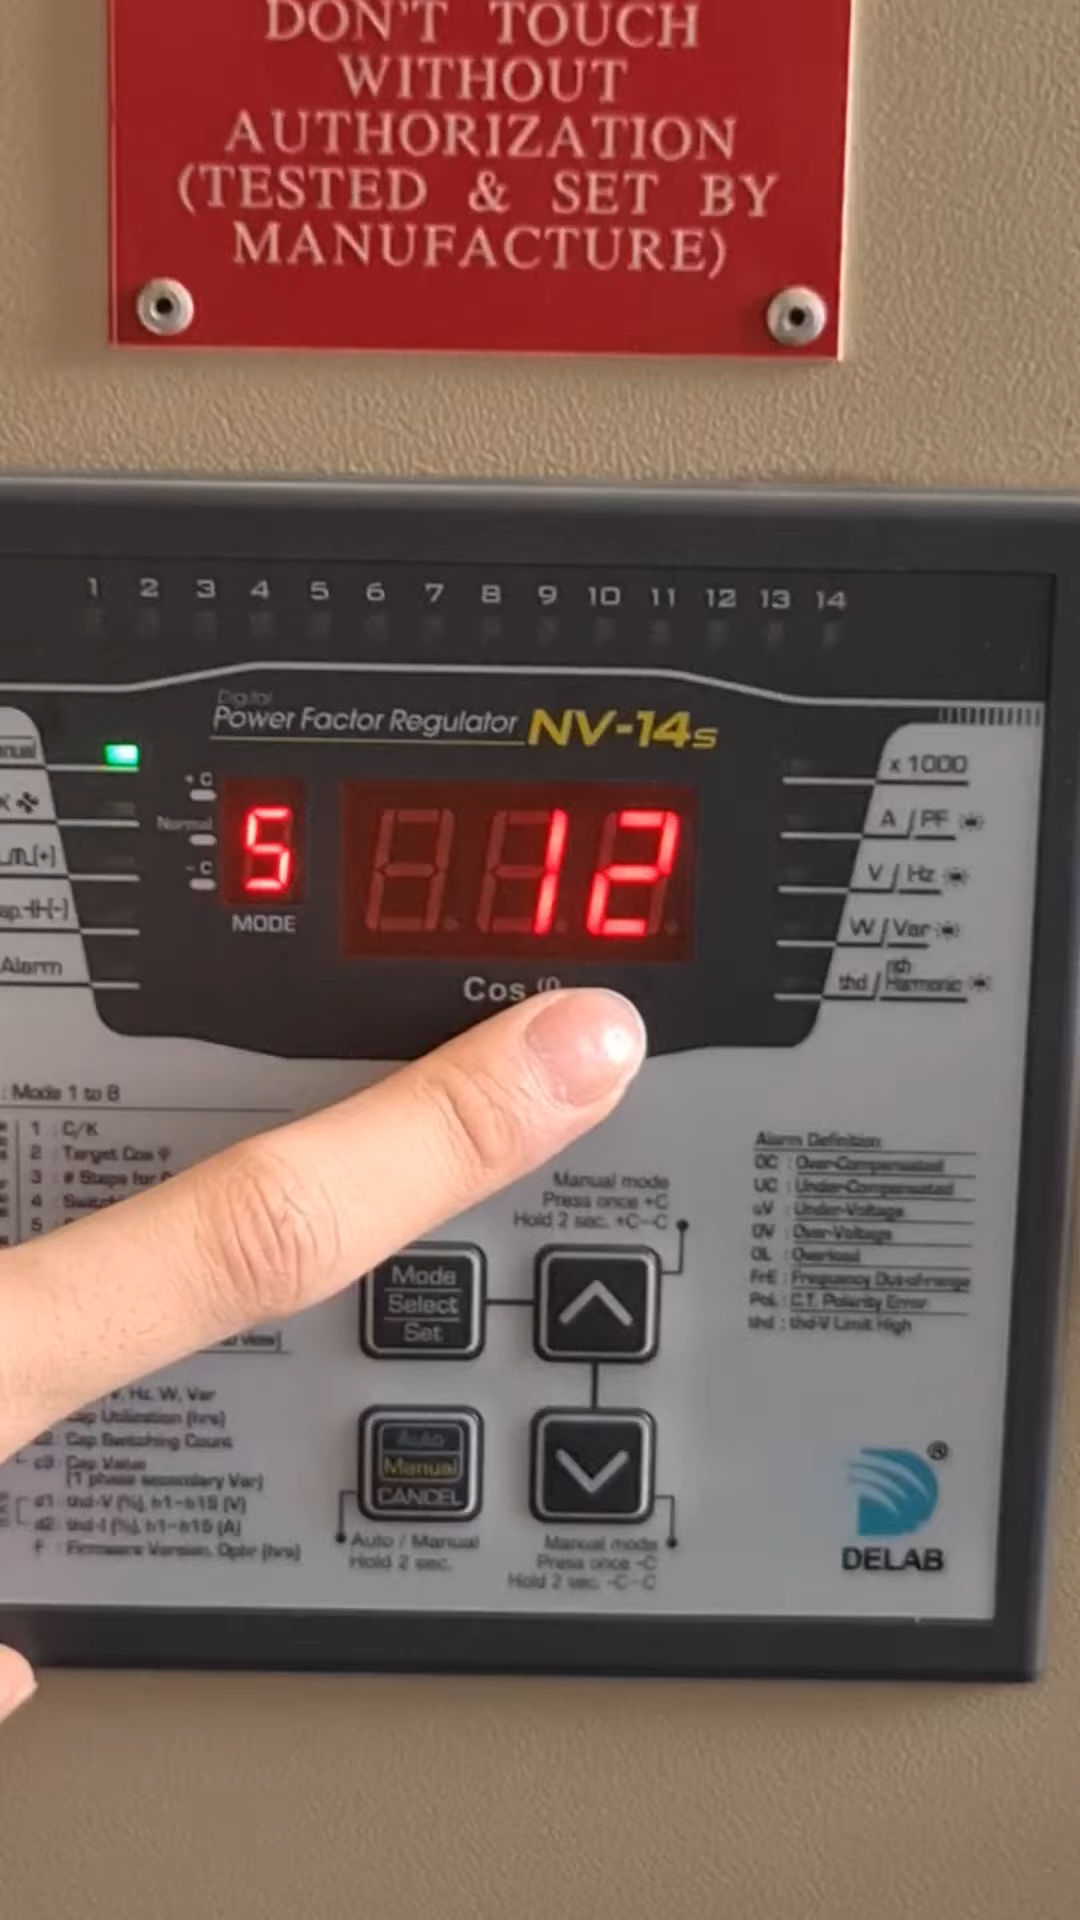 DON'T TOUCH
WITHOUT
AUTHORIZATION
(TESTED & SET BY
MANUFACTURE)
1 2 3 4 5 6 7 8 9 10 11 12 13 14
Digital
Power Factor Regulator NV-14s
+C
Normal
-C
5
12
MODE
Cos
x 1000
A / PF
V / Hz
W / Var
thd / nth Harmonic
Alarm
: Mode 1 to 8
1 : C/K
2 : Target Cos φ
3 : # Steps for
4 :
5 :
Manual mode
Press once +C
Hold 2 sec. +C--C
Alarm Definition
OC : Over-Compensated
UC : Under-Compensated
uV : Under-Voltage
OV : Over-Voltage
OL : Overload
FrE : Frequency Out-of-range
PoL : C.T. Polarity Error
thd : thd-V Limit High
Mode
Select
Set
Hz, W, Var
Cap Utilization (hrs)
Cap Switching Count
c3: Cap Value
(1 phase secondary Var)
d1: thd-V (%), h1~h15 (V)
d2: thd-I (%), h1~h15 (A)
F : Firmware Version, Optr (hrs)
Auto
Manual
CANCEL
Auto / Manual
Hold 2 sec.
Manual mode
Press once -C
Hold 2 sec. -C--C
®
DELAB